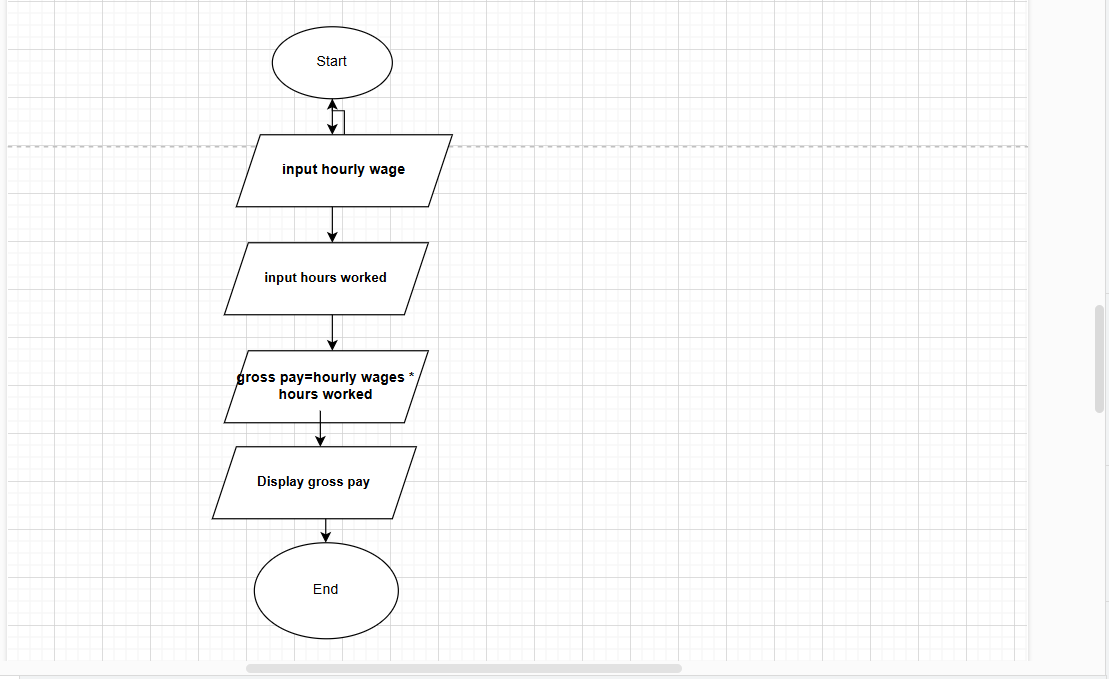 Start
input hourly wage
input hours worked
gross pay=hourly wages *
hours worked
Display gross pay
End